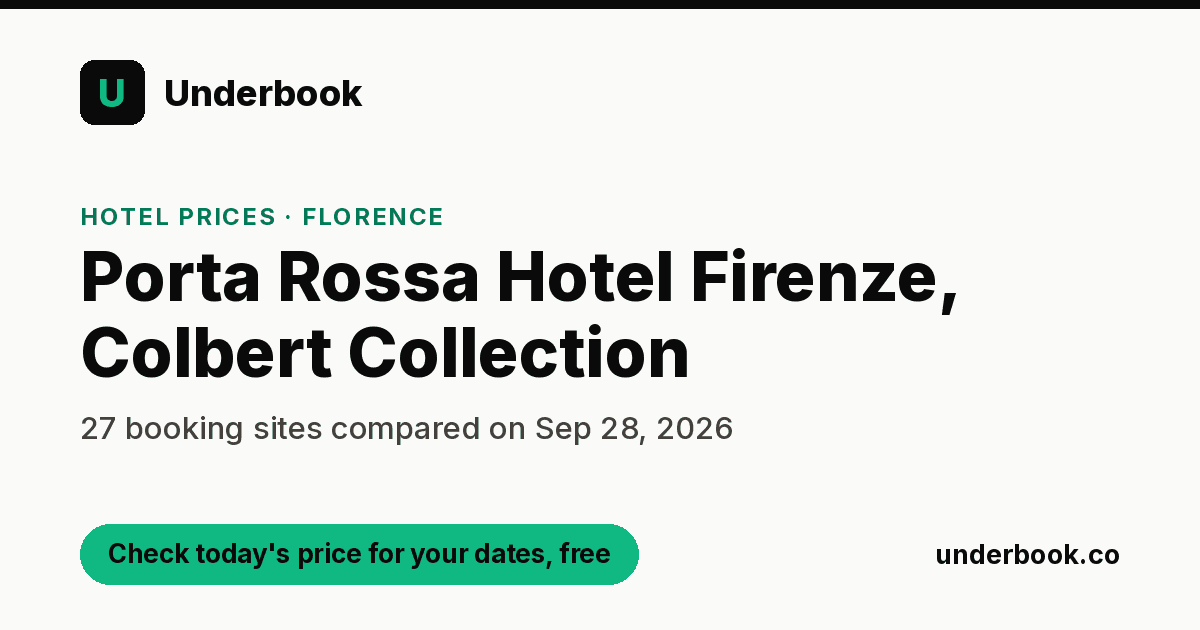 U Underbook
HOTEL PRICES · FLORENCE
Porta Rossa Hotel Firenze,
Colbert Collection
27 booking sites compared on Sep 28, 2026
Check today's price for your dates, free
underbook.co